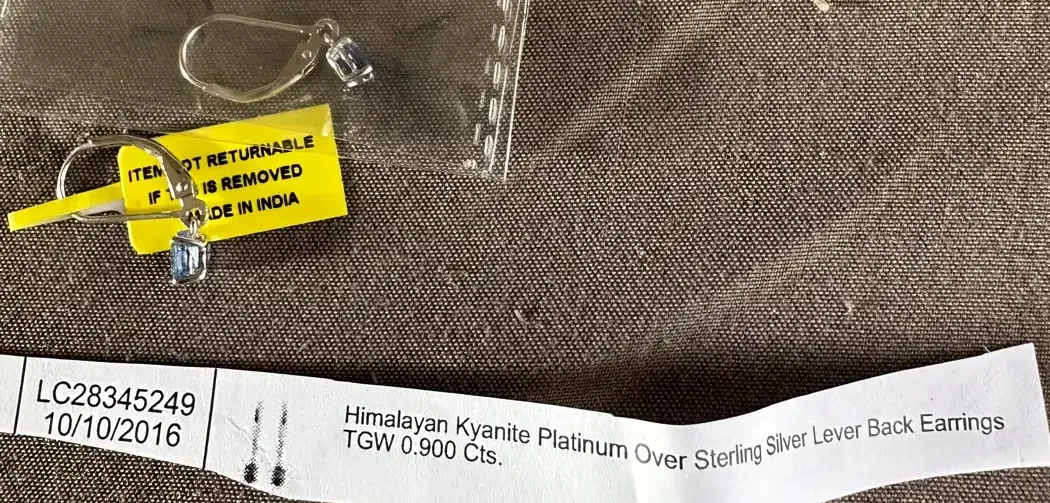 ITEM NOT RETURNABLE
IF IS REMOVED
MADE IN INDIA
LC28345249
10/10/2016
Himalayan Kyanite Platinum Over Sterling Silver Lever Back Earrings
TGW 0.900 Cts.